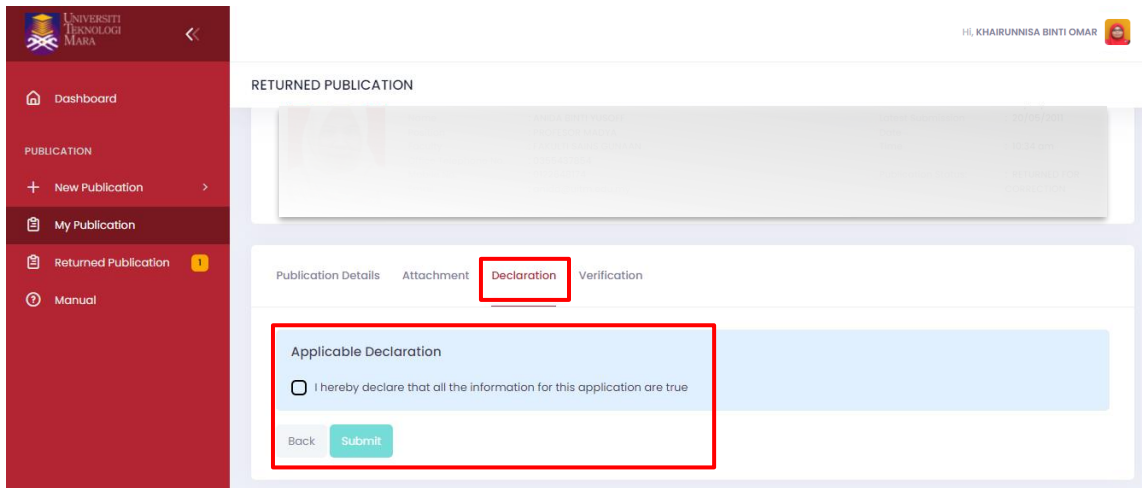 UNIVERSITI
TEKNOLOGI
MARA
Hi, KHAIRUNNISA BINTI OMAR
RETURNED PUBLICATION
Dashboard
PUBLICATION
New Publication
My Publication
Returned Publication 1
Manual
Publication Details Attachment Declaration Verification
Applicable Declaration
I hereby declare that all the information for this application are true
Back Submit